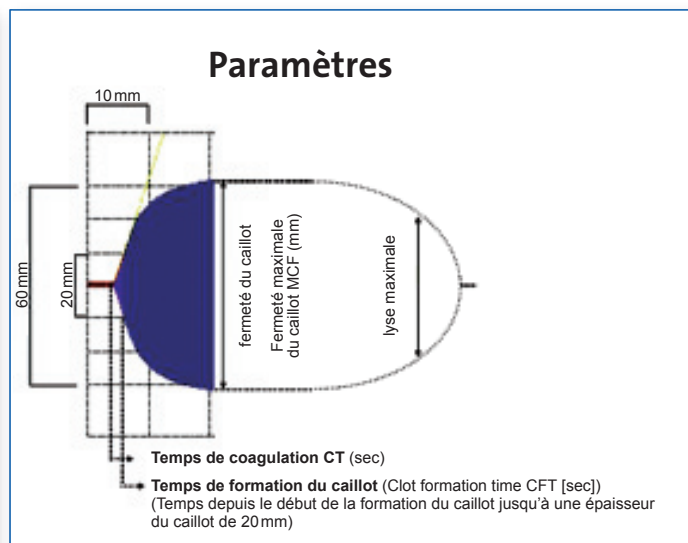 Paramètres
10 mm
60 mm
20 mm
fermeté du caillot
Fermeté maximale
du caillot MCF (mm)
lyse maximale
Temps de coagulation CT (sec)
Temps de formation du caillot (Clot formation time CFT [sec])
(Temps depuis le début de la formation du caillot jusqu'à une épaisseur
du caillot de 20 mm)